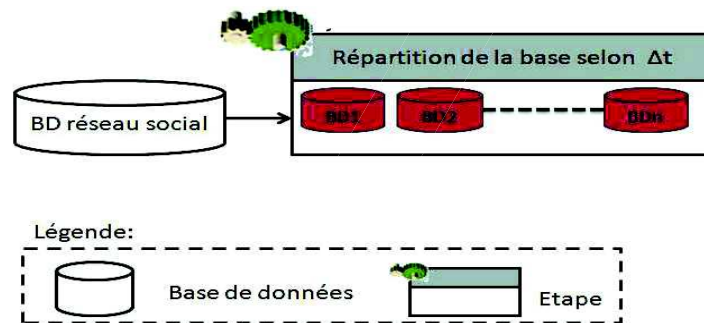 Répartition de la base selon Δt
BD réseau social
BD1 BD2 BDn
Légende:
Base de données
Etape